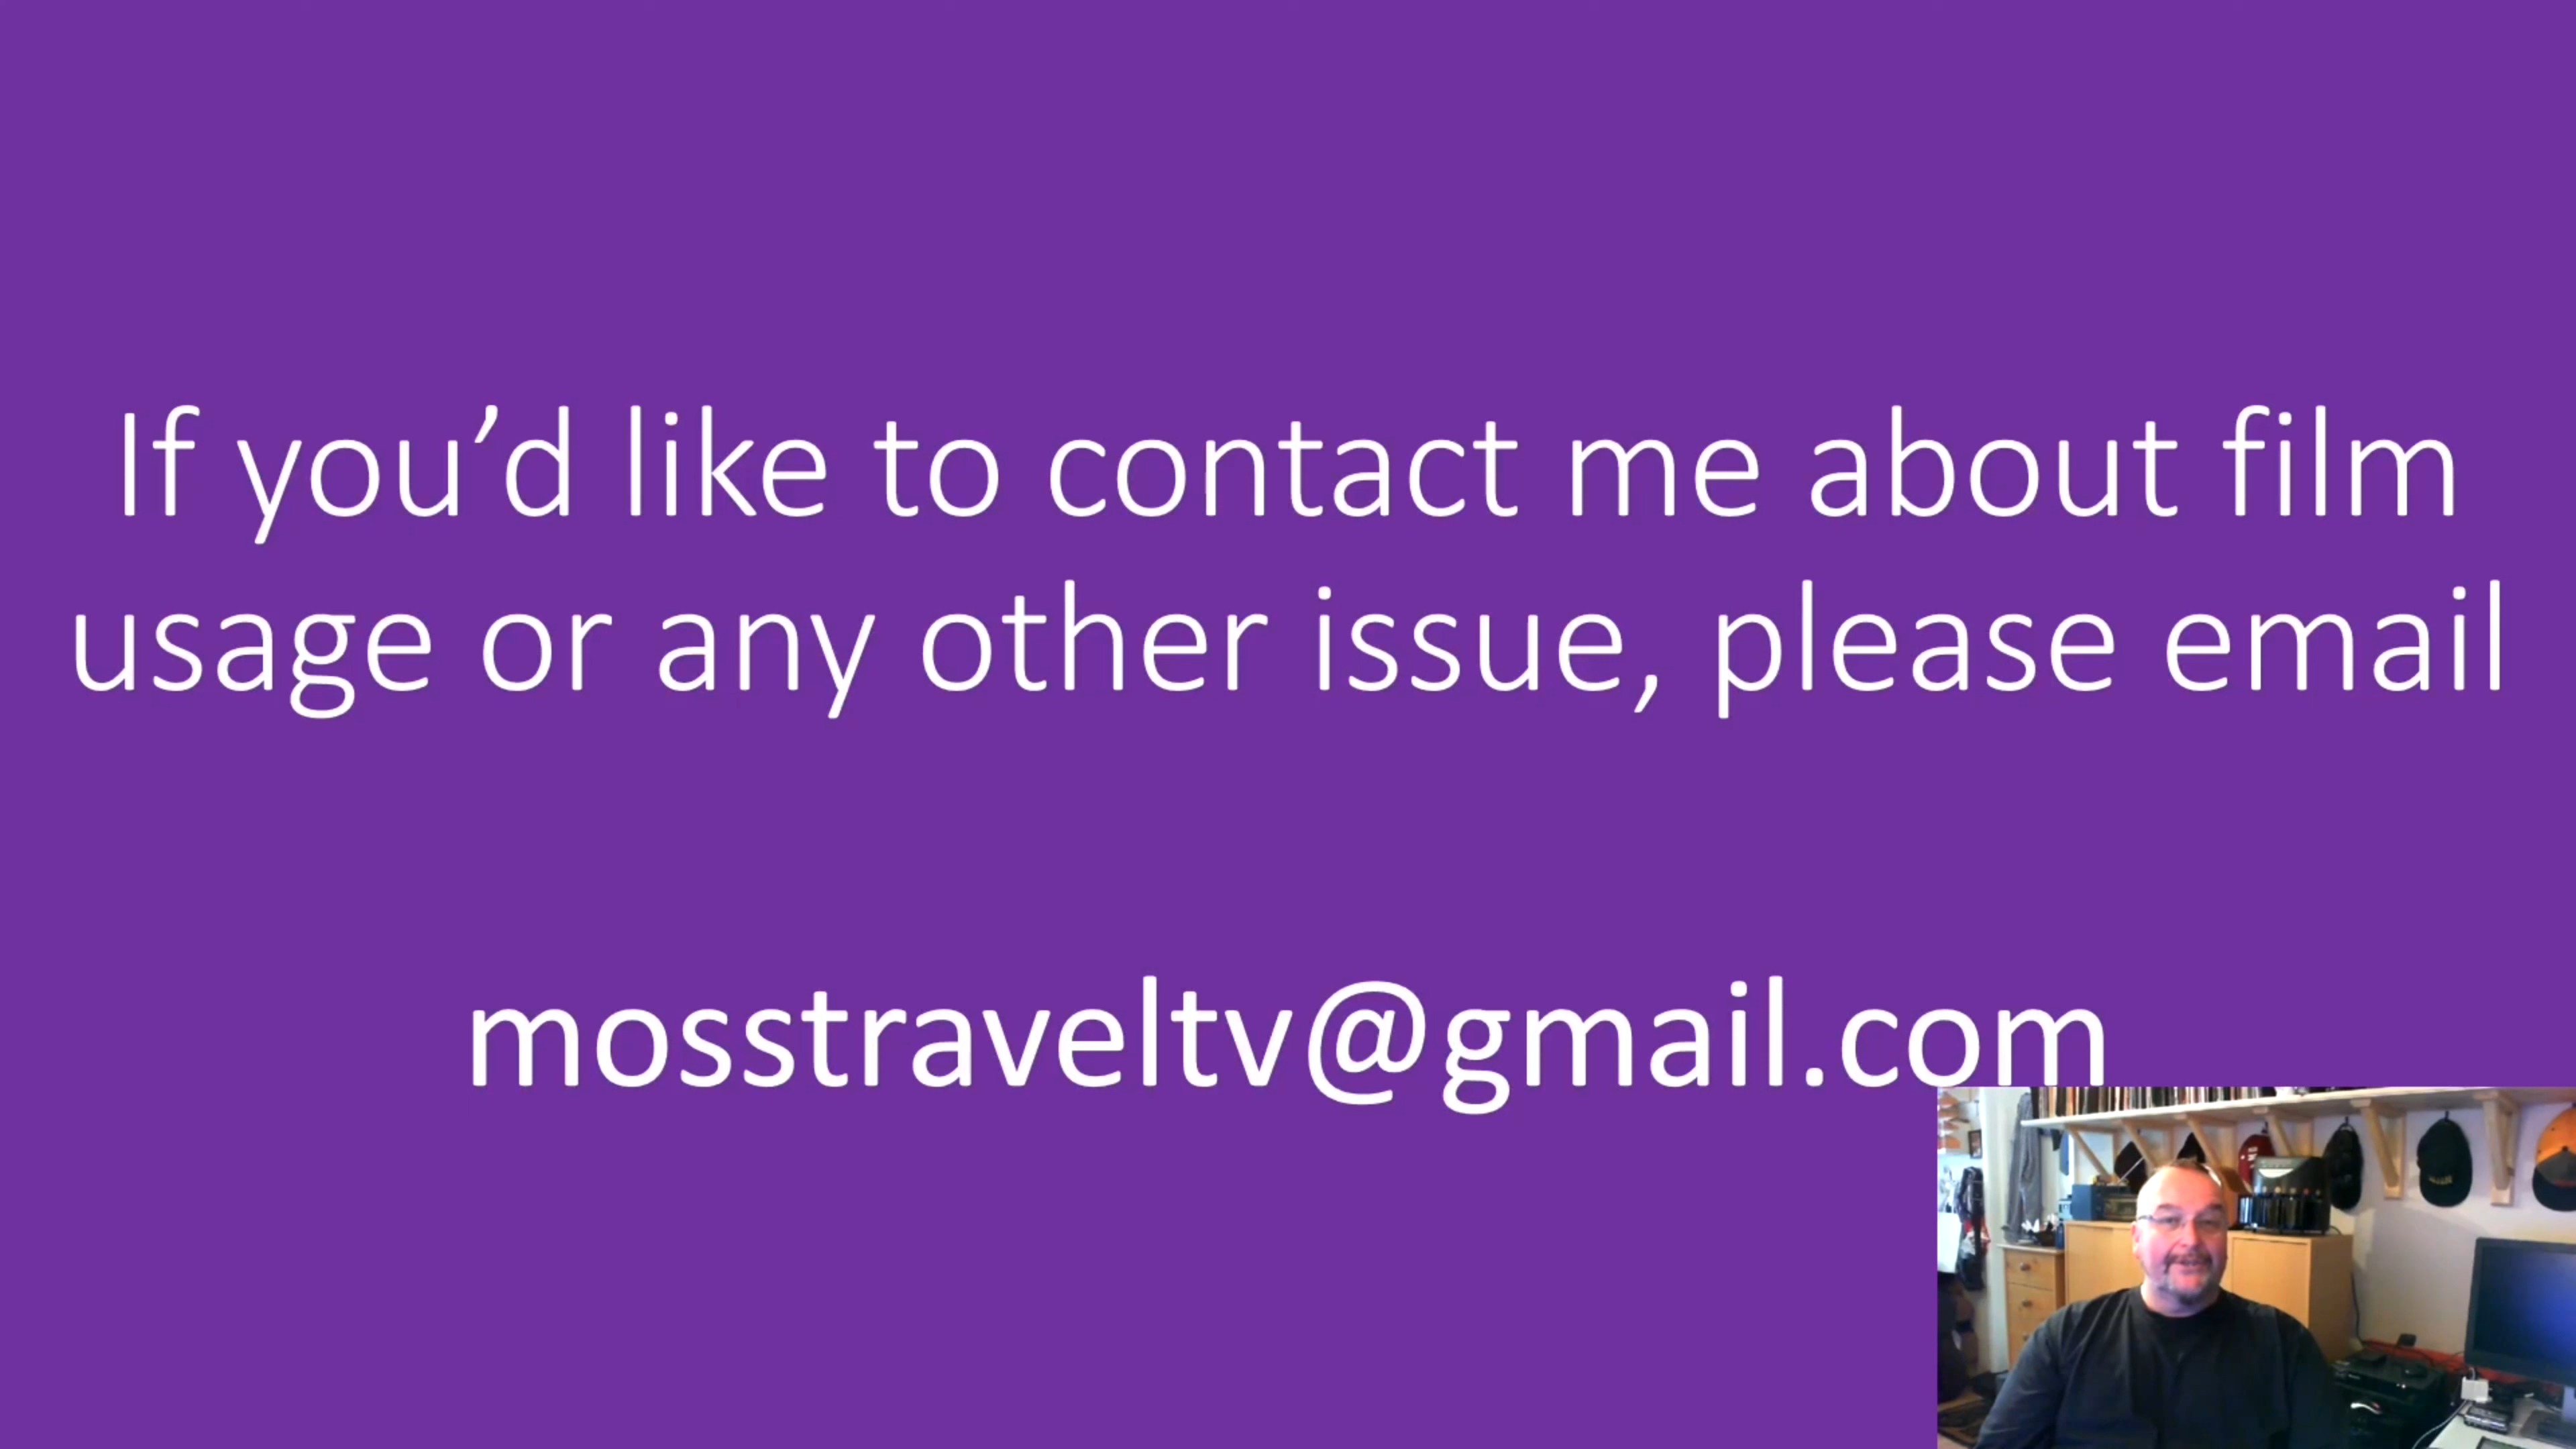 If you’d like to contact me about film
usage or any other issue, please email
mosstraveltv@gmail.com